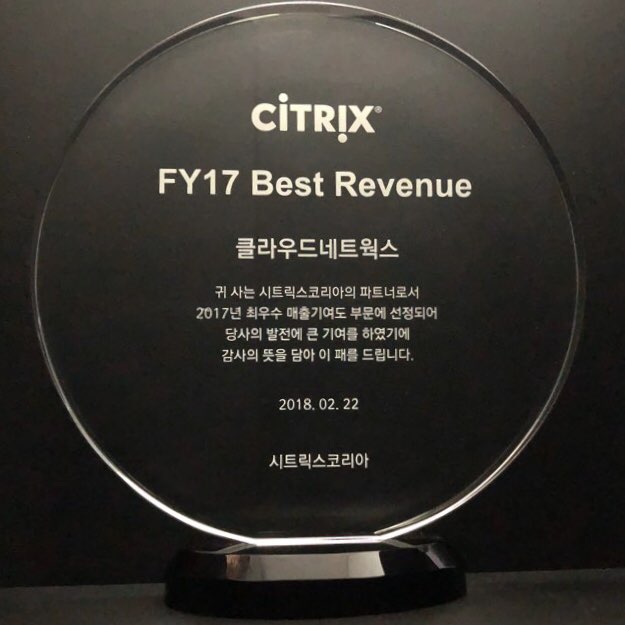 CİTRIX®
FY17 Best Revenue
클라우드네트웍스
귀 사는 시트릭스코리아의 파트너로서
2017년 최우수 매출기여도 부문에 선정되어
당사의 발전에 큰 기여를 하였기에
감사의 뜻을 담아 이 패를 드립니다.
2018. 02. 22
시트릭스코리아